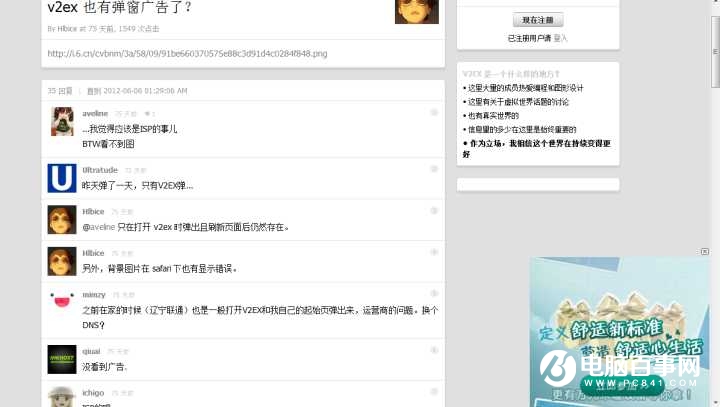 v2ex 也有弹窗广告了？
By Hlbice at 75 天前, 1549 次点击
http://i.6.cn/cvbnm/3a/58/09/91be660370575e88c3d91d4c0284f848.png
35 回复 | 直到 2012-06-06 01:29:06 AM
aveline 75 天前 ♥ 1
...我觉得应该是ISP的事儿
BTW看不到图
Ultratude 75 天前
昨天弹了一天，只有V2EX弹...
Hlbice 75 天前
@aveline 只在打开 v2ex 时弹出且刷新页面后仍然存在。
Hlbice 75 天前
另外，背景图片在 safari 下也有显示错误。
mimzy 75 天前
之前在家的时候（辽宁联通）也是一般打开V2EX和我自己的起始页弹出来，运营商的问题。换个
DNS？
qiuai 75 天前
没看到广告.
ichigo 75 天前
现在注册
已注册用户请 登入
V2EX 是一个什么样的地方？
• 这里大量的成员热爱编程和图形设计
• 这里有关于虚拟世界话题的讨论
• 也有真实世界的
• 信息量的多少在这里是始终重要的
• 作为立场，我相信这个世界在持续变得更
好
定义舒适新标准
营造舒适心生活
电脑百事网
WWW.PC841.COM